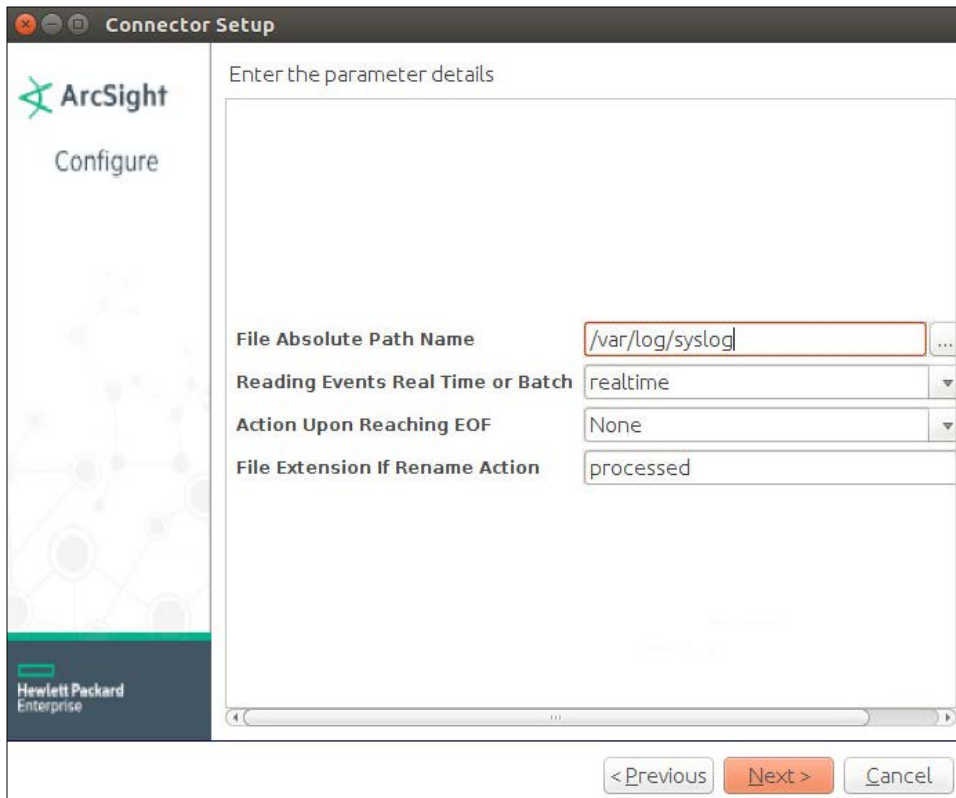 Connector Setup
ArcSight
Configure
Enter the parameter details
File Absolute Path Name /var/log/syslog ...
Reading Events Real Time or Batch realtime
Action Upon Reaching EOF None
File Extension If Rename Action processed
Hewlett Packard
Enterprise
< Previous Next > Cancel